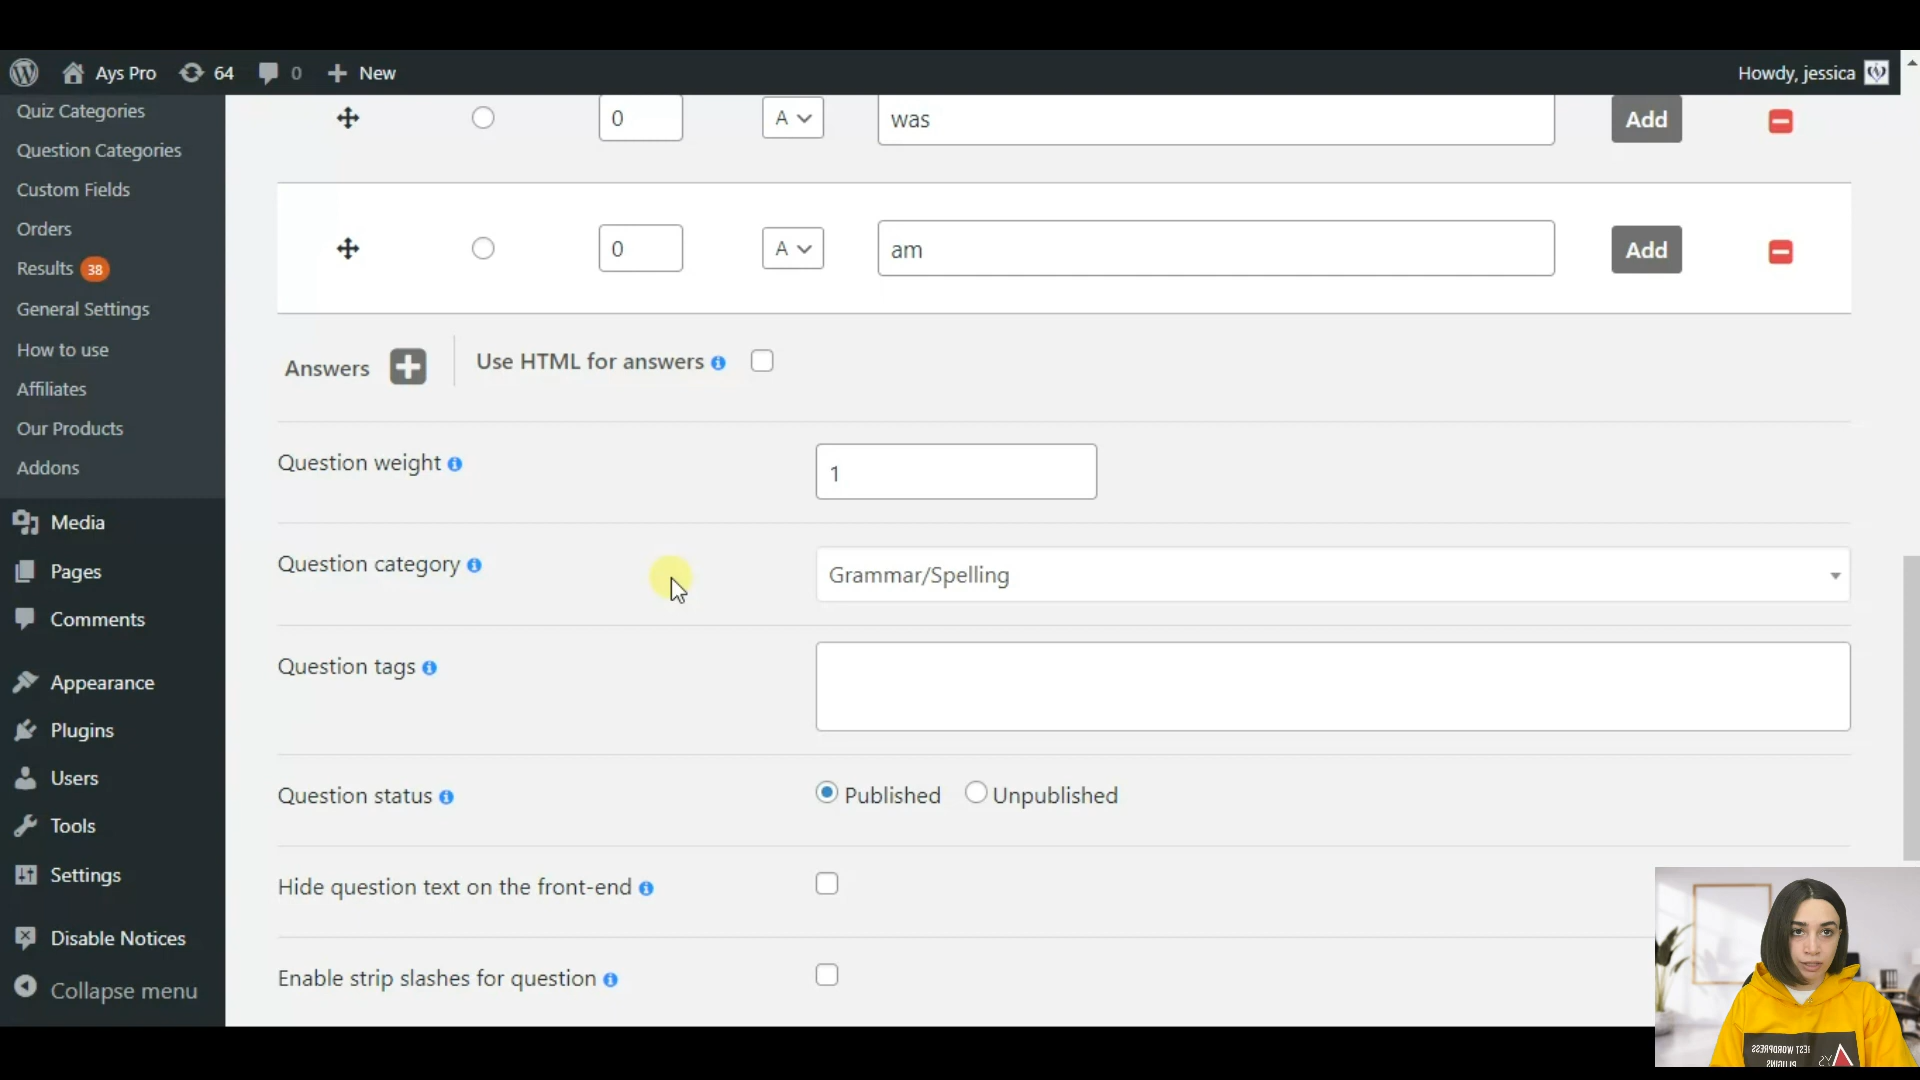 Ays Pro 64 0 New Howdy, jessica
Quiz Categories
Question Categories
Custom Fields
Orders
Results 38
General Settings
How to use
Affiliates
Our Products
Addons
Media
Pages
Comments
Appearance
Plugins
Users
Tools
Settings
Disable Notices
Collapse menu
0 A was Add
0 A am Add
Answers Use HTML for answers
Question weight 1
Question category Grammar/Spelling
Question tags
Question status Published Unpublished
Hide question text on the front-end
Enable strip slashes for question